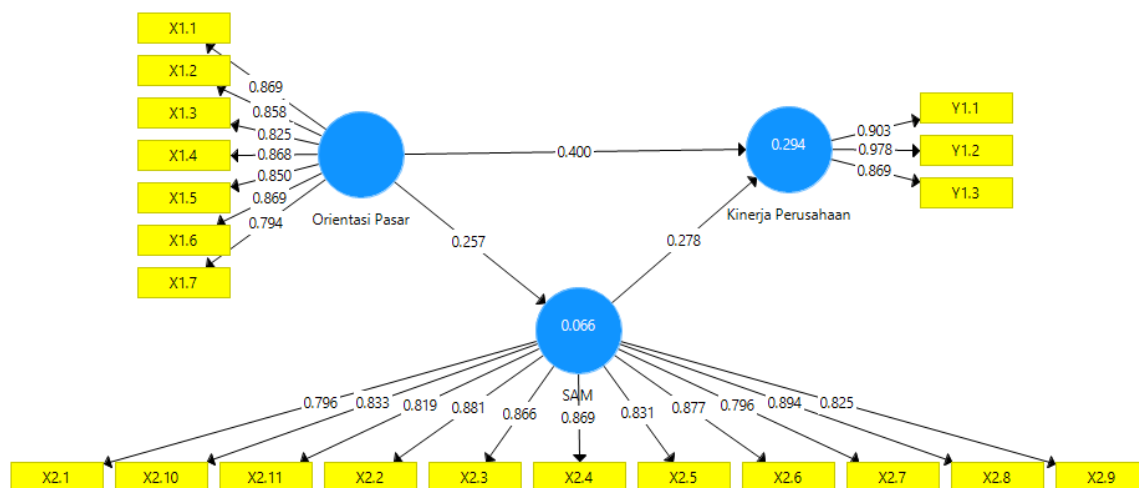 X1.1
X1.2
X1.3
X1.4
X1.5
X1.6
X1.7
0.869
0.858
0.825
0.868
0.850
0.869
0.794
Orientasi Pasar
0.400
0.257
0.278
0.294
Kinerja Perusahaan
0.903
0.978
0.869
Y1.1
Y1.2
Y1.3
0.066
SAM
0.796
0.833
0.819
0.881
0.866
0.869
0.831
0.877
0.796
0.894
0.825
X2.1
X2.10
X2.11
X2.2
X2.3
X2.4
X2.5
X2.6
X2.7
X2.8
X2.9